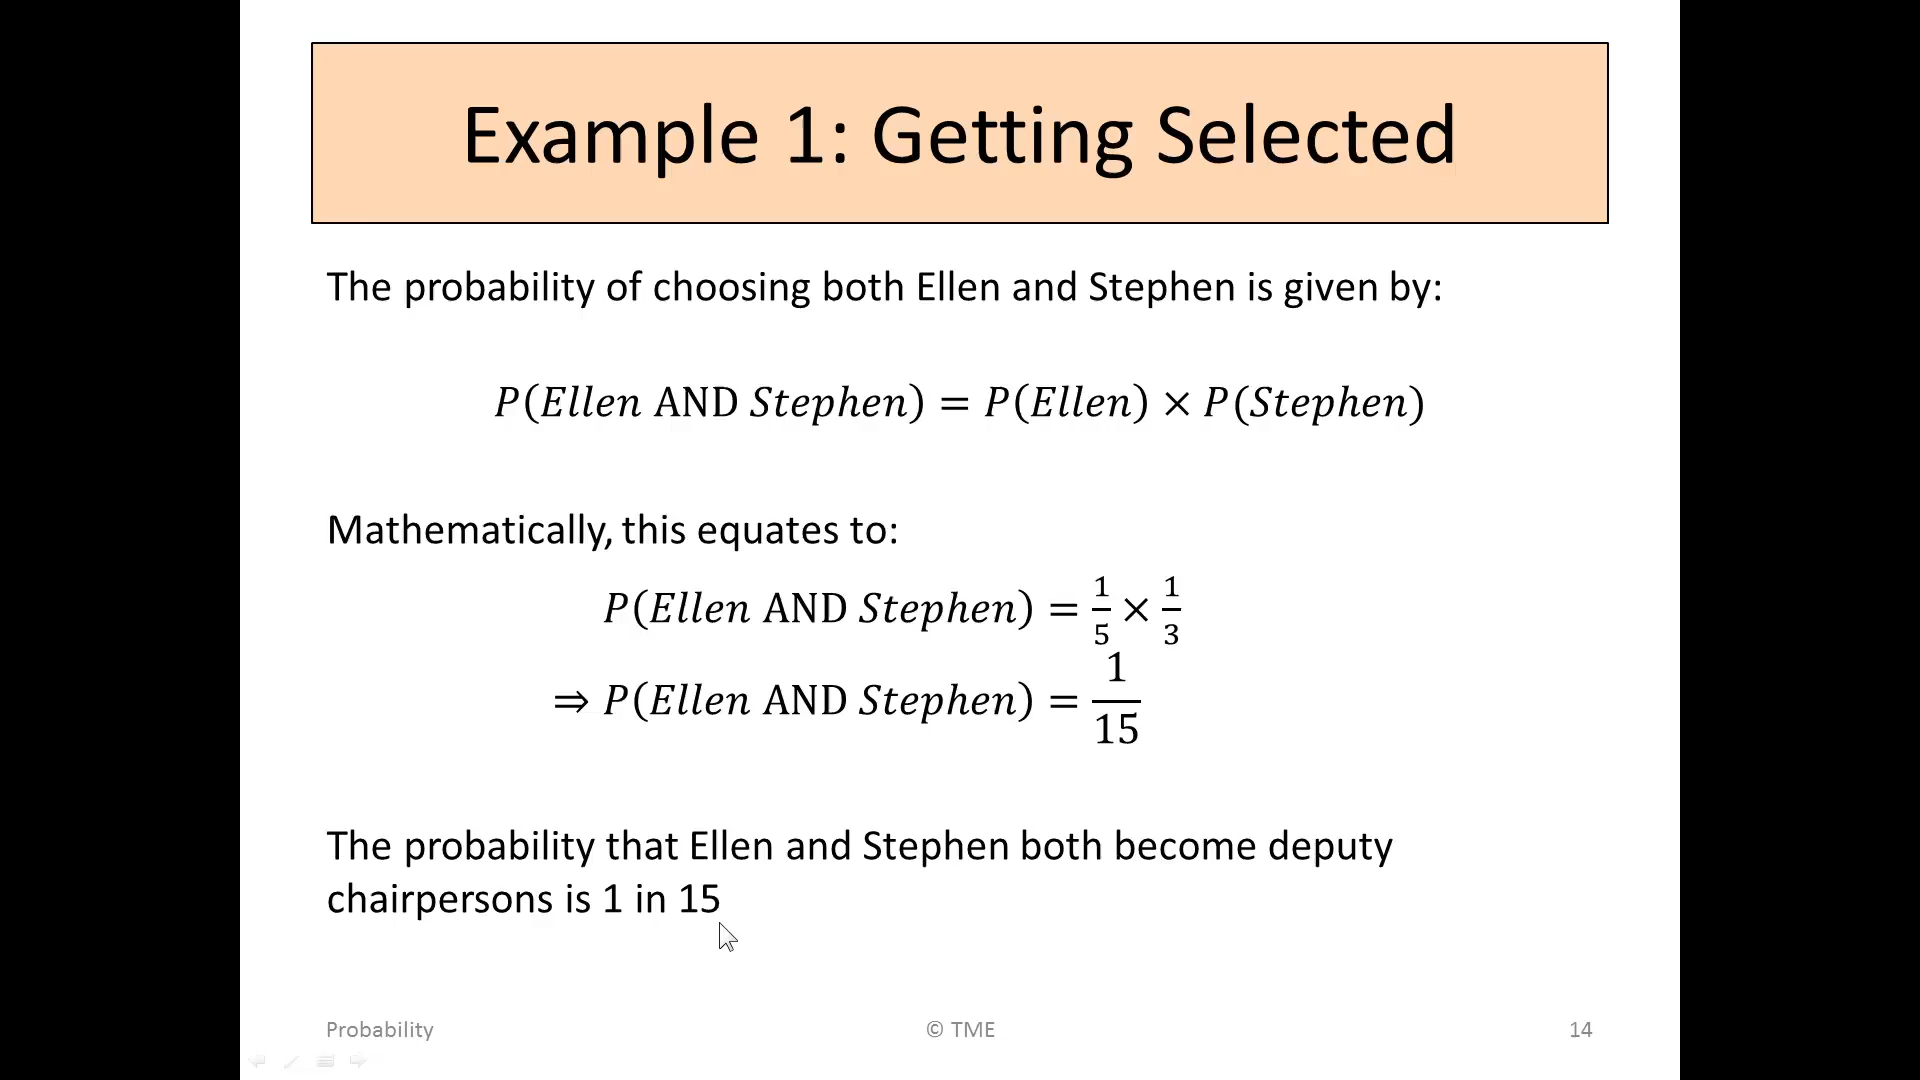 Example 1: Getting Selected
The probability of choosing both Ellen and Stephen is given by:
P(Ellen AND Stephen) = P(Ellen) × P(Stephen)
Mathematically, this equates to:
P(Ellen AND Stephen) = 1/5 × 1/3
⇒ P(Ellen AND Stephen) = 1/15
The probability that Ellen and Stephen both become deputy
chairpersons is 1 in 15
Probability © TME 14